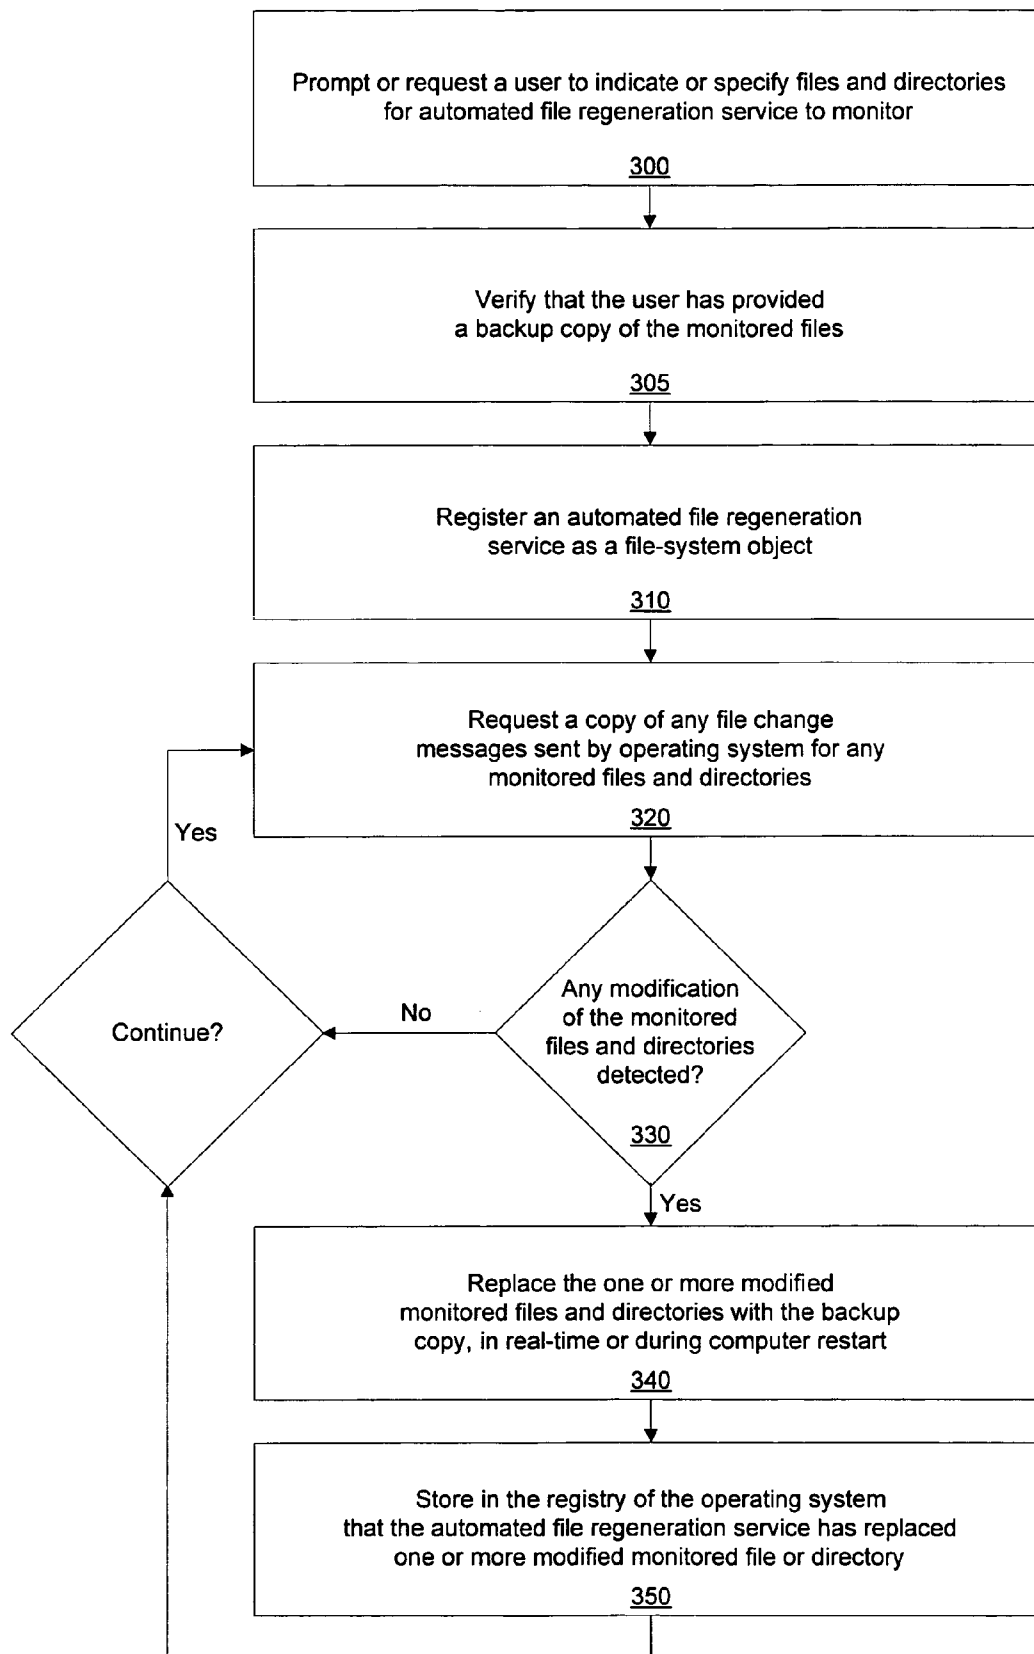 Prompt or request a user to indicate or specify files and directories
for automated file regeneration service to monitor
300
Verify that the user has provided
a backup copy of the monitored files
305
Register an automated file regeneration
service as a file-system object
310
Request a copy of any file change
messages sent by operating system for any
monitored files and directories
320
Yes
Continue?
No
Any modification
of the monitored
files and directories
detected?
330
Yes
Replace the one or more modified
monitored files and directories with the backup
copy, in real-time or during computer restart
340
Store in the registry of the operating system
that the automated file regeneration service has replaced
one or more modified monitored file or directory
350